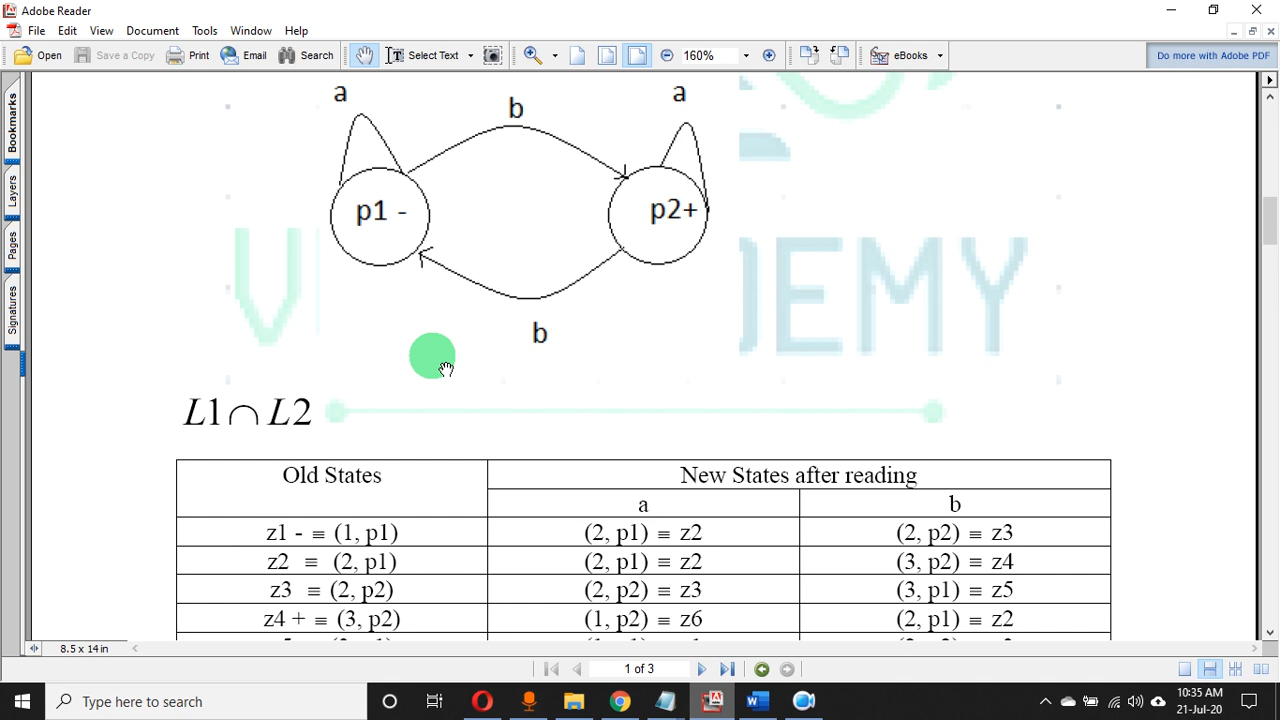 Adobe Reader
File Edit View Document Tools Window Help
Open Save a Copy Print Email Search Select Text 160% eBooks Do more with Adobe PDF
Bookmarks
Layers
Pages
Signatures
a
b
a
p1 -
p2+
b
DEMY
L1∩L2
Old States New States after reading
a b
z1 - ≡ (1, p1) (2, p1) ≡ z2 (2, p2) ≡ z3
z2 ≡ (2, p1) (2, p1) ≡ z2 (3, p2) ≡ z4
z3 ≡ (2, p2) (2, p2) ≡ z3 (3, p1) ≡ z5
z4 + ≡ (3, p2) (1, p2) ≡ z6 (2, p1) ≡ z2
8.5 x 14 in
1 of 3
Type here to search
10:35 AM
21-Jul-20